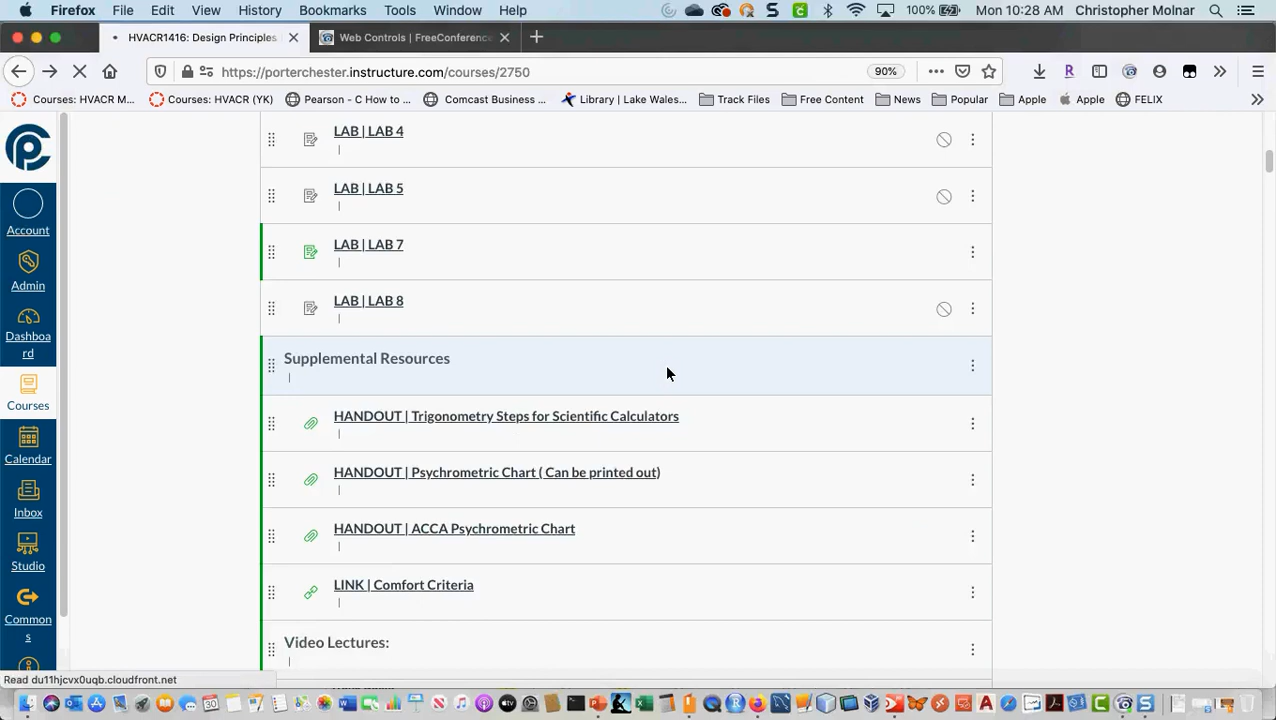 Firefox File Edit View History Bookmarks Tools Window Help 100% Mon 10:28 AM Christopher Molnar
HVACR1416: Design Principles Web Controls | FreeConference
https://porterchester.instructure.com/courses/2750 90%
Courses: HVACR M... Courses: HVACR (YK) Pearson - C How to ... Comcast Business ... Library | Lake Wales... Track Files Free Content News Popular Apple Apple FELIX
LAB | LAB 4
LAB | LAB 5
LAB | LAB 7
LAB | LAB 8
Supplemental Resources
HANDOUT | Trigonometry Steps for Scientific Calculators
HANDOUT | Psychrometric Chart ( Can be printed out)
HANDOUT | ACCA Psychrometric Chart
LINK | Comfort Criteria
Video Lectures:
Account
Admin
Dashboa
rd
Courses
Calendar
Inbox
Studio
Common
s
Read du11hjcvx0uqb.cloudfront.net